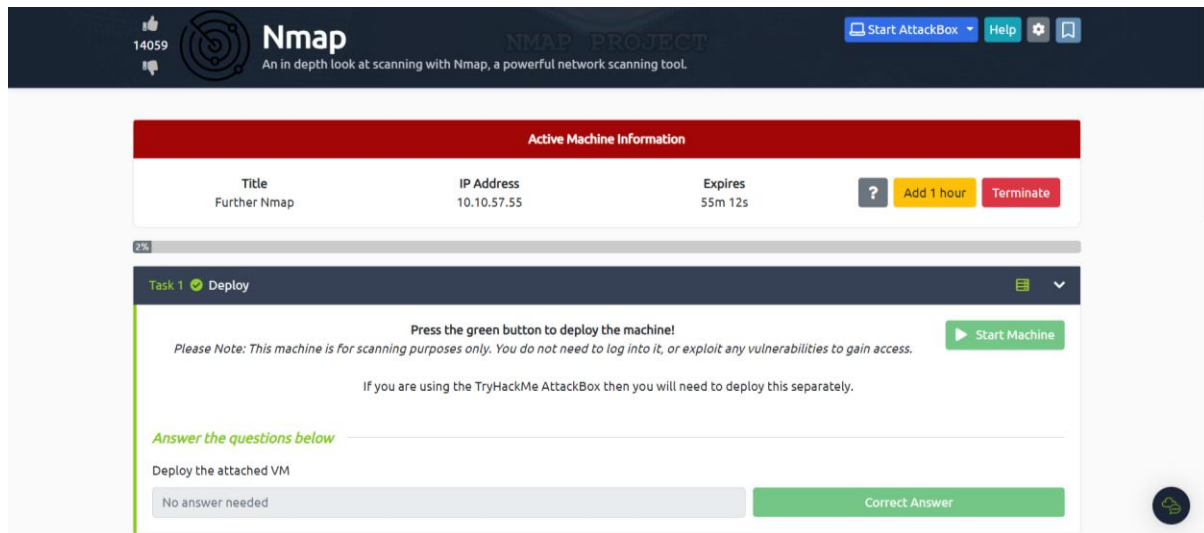 14059
Nmap
NMAP PROJECT
An in depth look at scanning with Nmap, a powerful network scanning tool.
Start AttackBox
Help
Active Machine Information
Title
Further Nmap
IP Address
10.10.57.55
Expires
55m 12s
?
Add 1 hour
Terminate
2%
Task 1 Deploy
Press the green button to deploy the machine!
Start Machine
Please Note: This machine is for scanning purposes only. You do not need to log into it, or exploit any vulnerabilities to gain access.
If you are using the TryHackMe AttackBox then you will need to deploy this separately.
Answer the questions below
Deploy the attached VM
No answer needed
Correct Answer